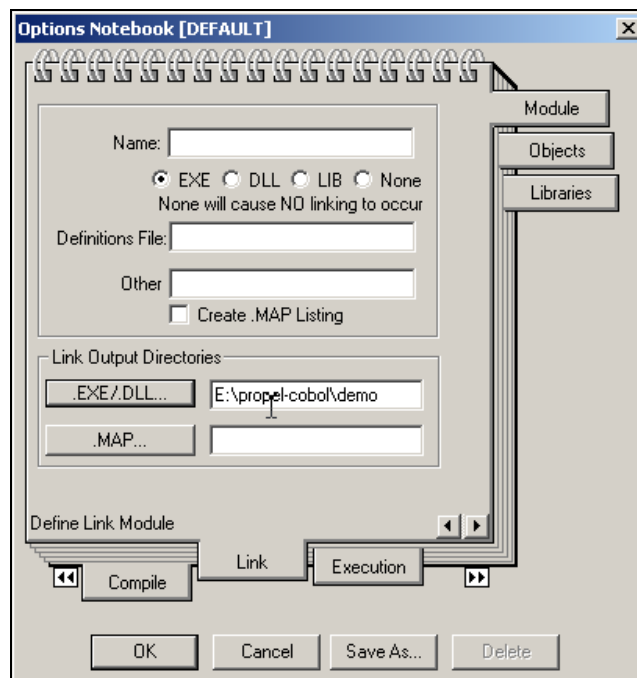 Options Notebook [DEFAULT]
Module
Objects
Libraries
Name:
EXE DLL LIB None
None will cause NO linking to occur
Definitions File:
Other
Create .MAP Listing
Link Output Directories
.EXE/.DLL...
E:\propel-cobol\demo
.MAP...
Define Link Module
Compile
Link
Execution
OK
Cancel
Save As...
Delete